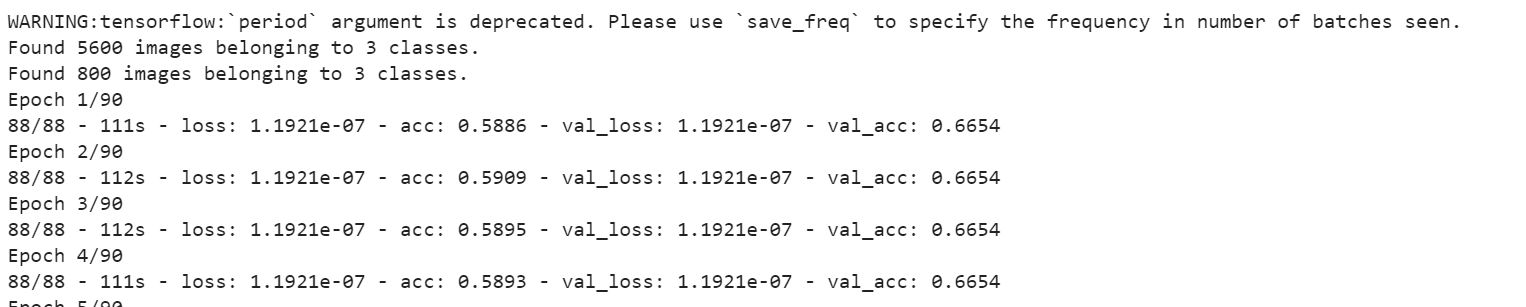 WARNING:tensorflow:`period` argument is deprecated. Please use `save_freq` to specify the frequency in number of batches seen.
Found 5600 images belonging to 3 classes.
Found 800 images belonging to 3 classes.
Epoch 1/90
88/88 - 111s - loss: 1.1921e-07 - acc: 0.5886 - val_loss: 1.1921e-07 - val_acc: 0.6654
Epoch 2/90
88/88 - 112s - loss: 1.1921e-07 - acc: 0.5909 - val_loss: 1.1921e-07 - val_acc: 0.6654
Epoch 3/90
88/88 - 112s - loss: 1.1921e-07 - acc: 0.5895 - val_loss: 1.1921e-07 - val_acc: 0.6654
Epoch 4/90
88/88 - 111s - loss: 1.1921e-07 - acc: 0.5893 - val_loss: 1.1921e-07 - val_acc: 0.6654
Epoch 5/90